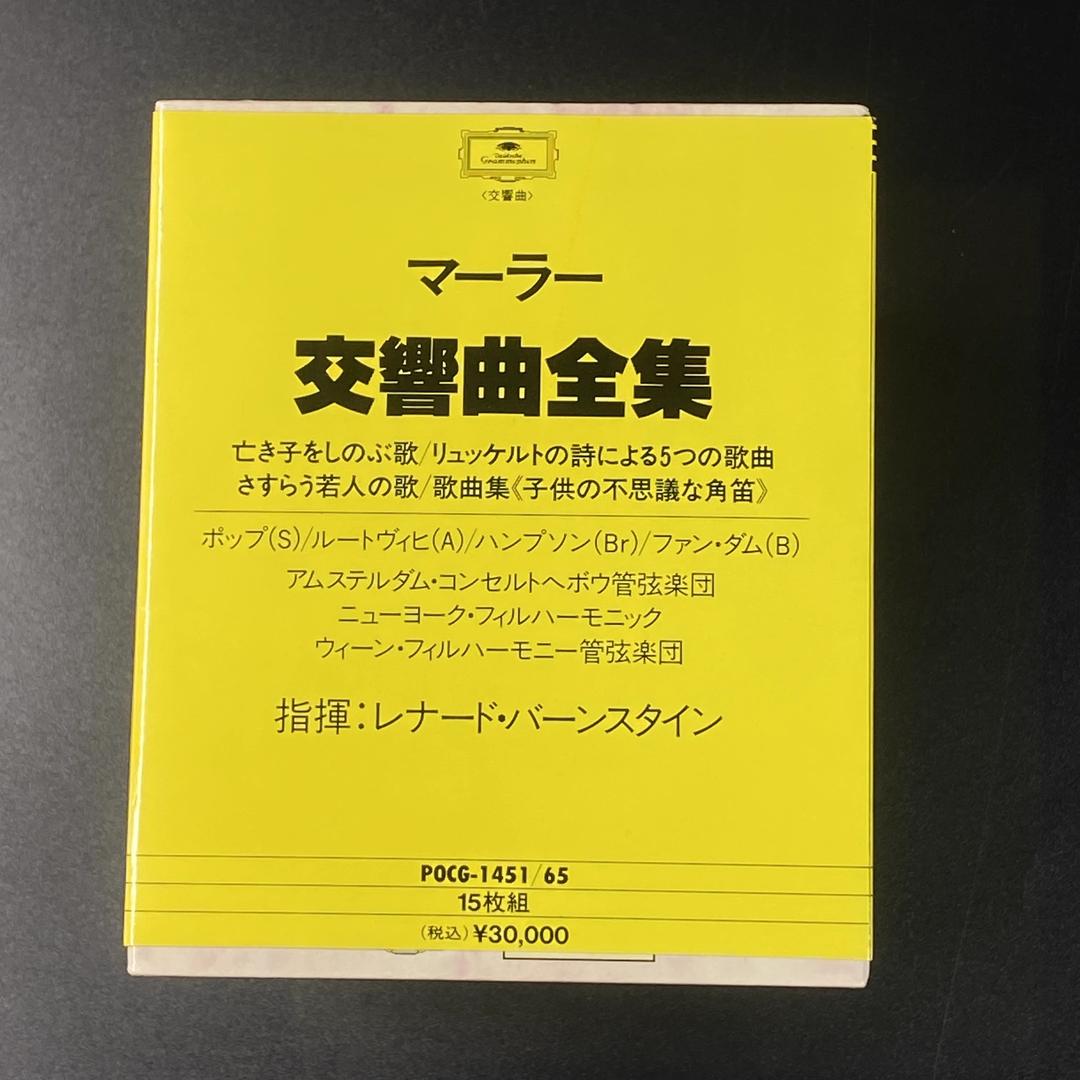 Deutsche
Grammophon
〈交響曲〉
マーラー
交響曲全集
亡き子をしのぶ歌/リュッケルトの詩による5つの歌曲
さすらう若人の歌/歌曲集《子供の不思議な角笛》
ポップ(S)/ルートヴィヒ(A)/ハンプソン(Br)/ファン・ダム(B)
アムステルダム・コンセルトヘボウ管弦楽団
ニューヨーク・フィルハーモニック
ウィーン・フィルハーモニー管弦楽団
指揮:レナード・バーンスタイン
POCG-1451/65
15枚組
(税込)¥30,000